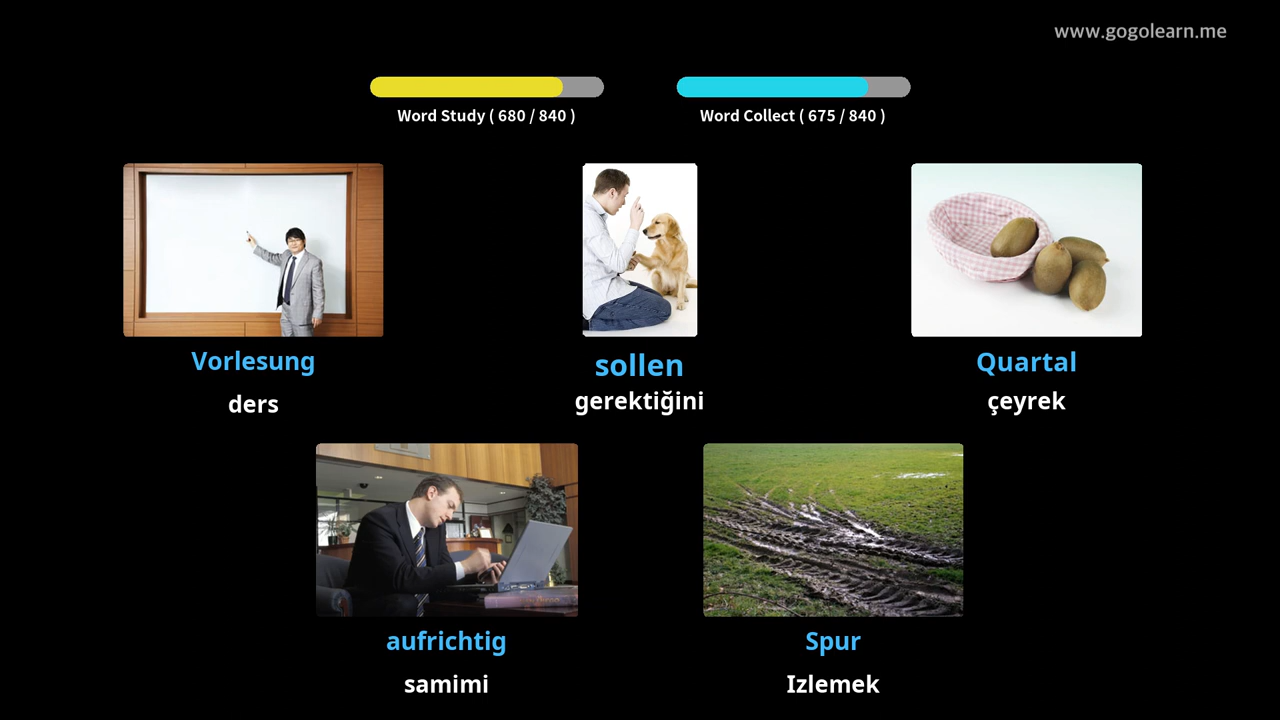 www.gogolearn.me
Word Study ( 680 / 840 )
Word Collect ( 675 / 840 )
Vorlesung
ders
sollen
gerektiğini
Quartal
çeyrek
aufrichtig
samimi
Spur
Izlemek